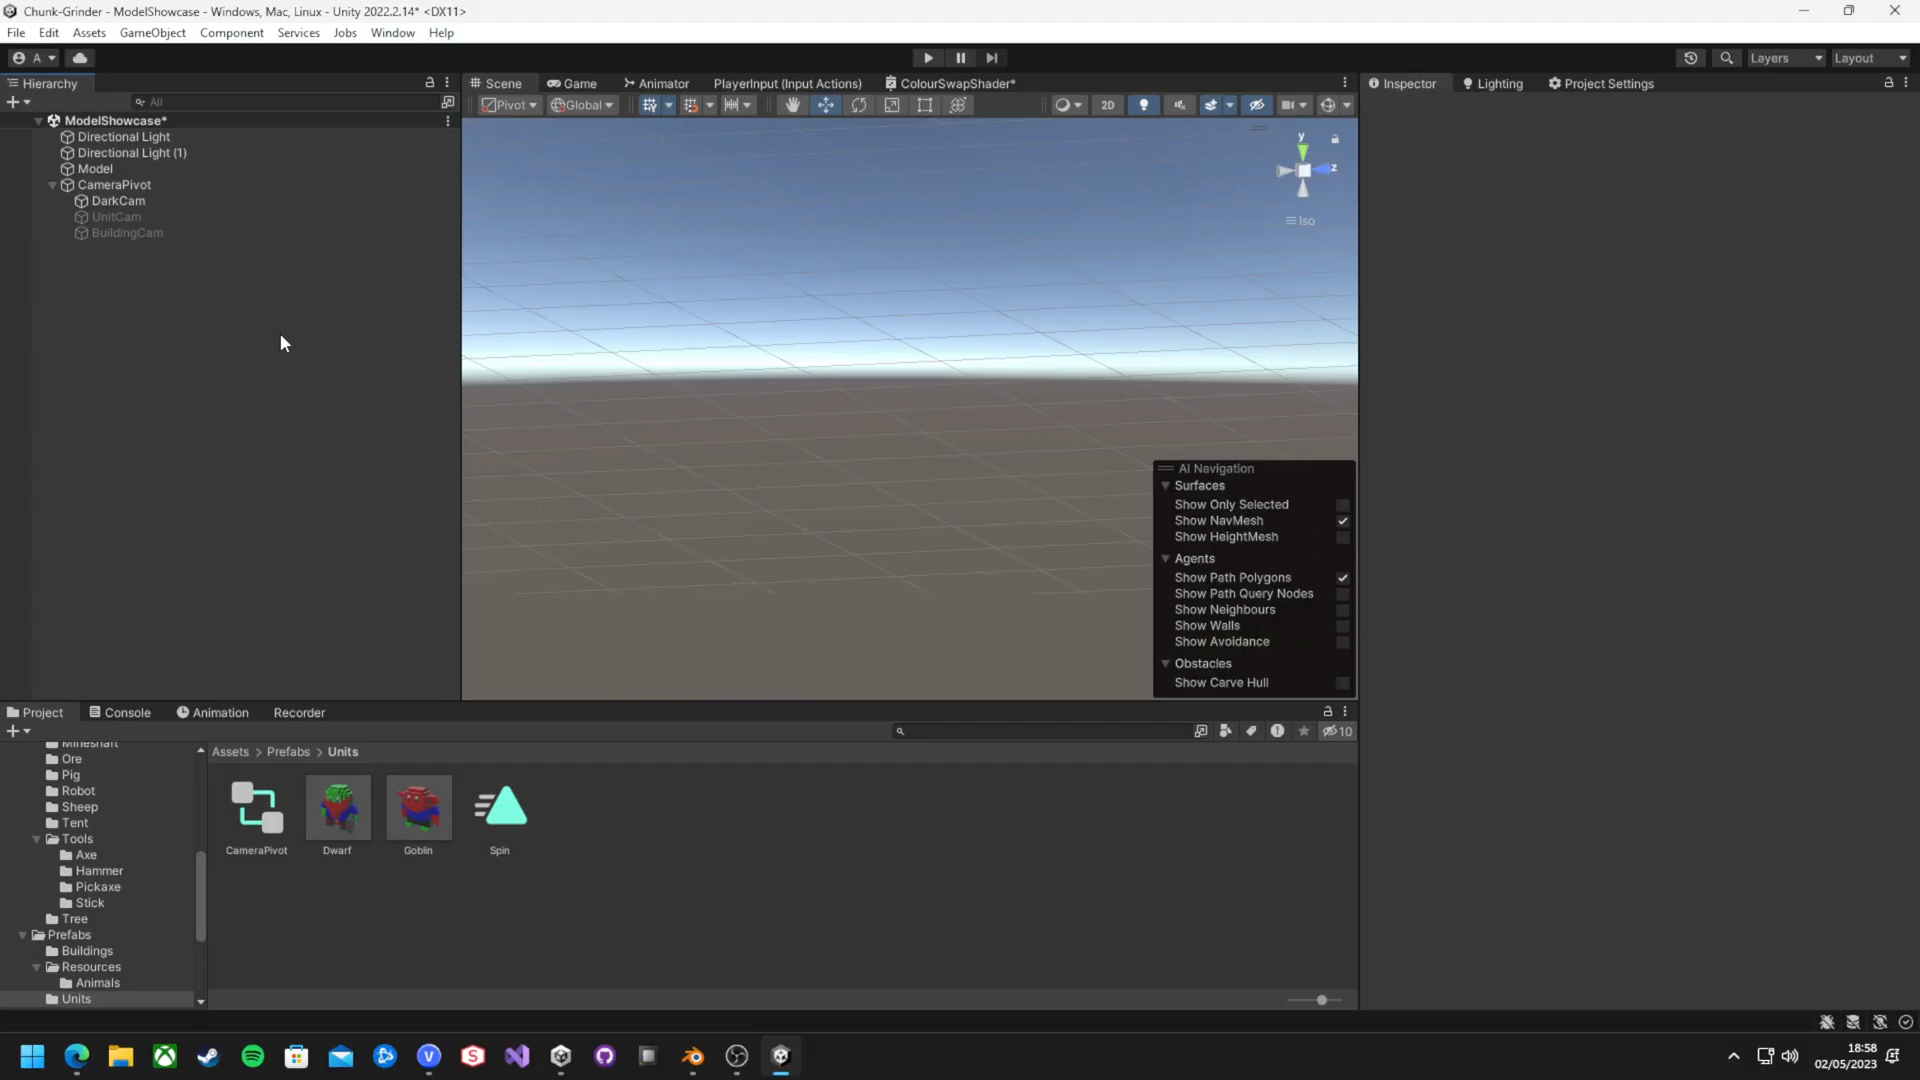 Chunk-Grinder - ModelShowcase - Windows, Mac, Linux - Unity 2022.2.14* <DX11>
File Edit Assets GameObject Component Services Jobs Window Help
A Layers Layout
Hierarchy
All
ModelShowcase*
Directional Light
Directional Light (1)
Model
CameraPivot
DarkCam
UnitCam
BuildingCam
Scene Game Animator PlayerInput (Input Actions) ColourSwapShader*
Pivot Global 2D
y
z
Iso
AI Navigation
Surfaces
Show Only Selected
Show NavMesh
Show HeightMesh
Agents
Show Path Polygons
Show Path Query Nodes
Show Neighbours
Show Walls
Show Avoidance
Obstacles
Show Carve Hull
Inspector Lighting Project Settings
Project Console Animation Recorder
10
Mineshaft
Ore
Pig
Robot
Sheep
Tent
Tools
Axe
Hammer
Pickaxe
Stick
Tree
Prefabs
Buildings
Resources
Animals
Units
Assets > Prefabs > Units
CameraPivot Dwarf Goblin Spin
18:58
02/05/2023